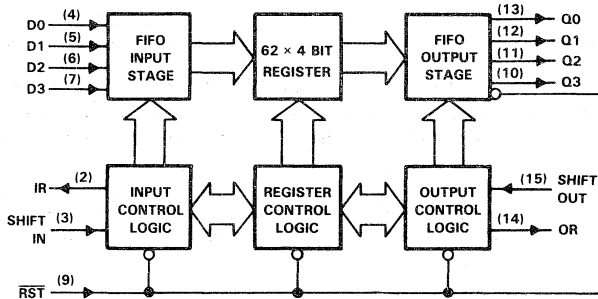 (4)
D0
(5)
D1
(6)
D2
(7)
D3
FIFO
INPUT
STAGE
62 × 4 BIT
REGISTER
FIFO
OUTPUT
STAGE
(13)
Q0
(12)
Q1
(11)
Q2
(10)
Q3
IR
(2)
SHIFT
IN
(3)
INPUT
CONTROL
LOGIC
REGISTER
CONTROL
LOGIC
OUTPUT
CONTROL
LOGIC
(15)
SHIFT
OUT
(14)
OR
RST
(9)